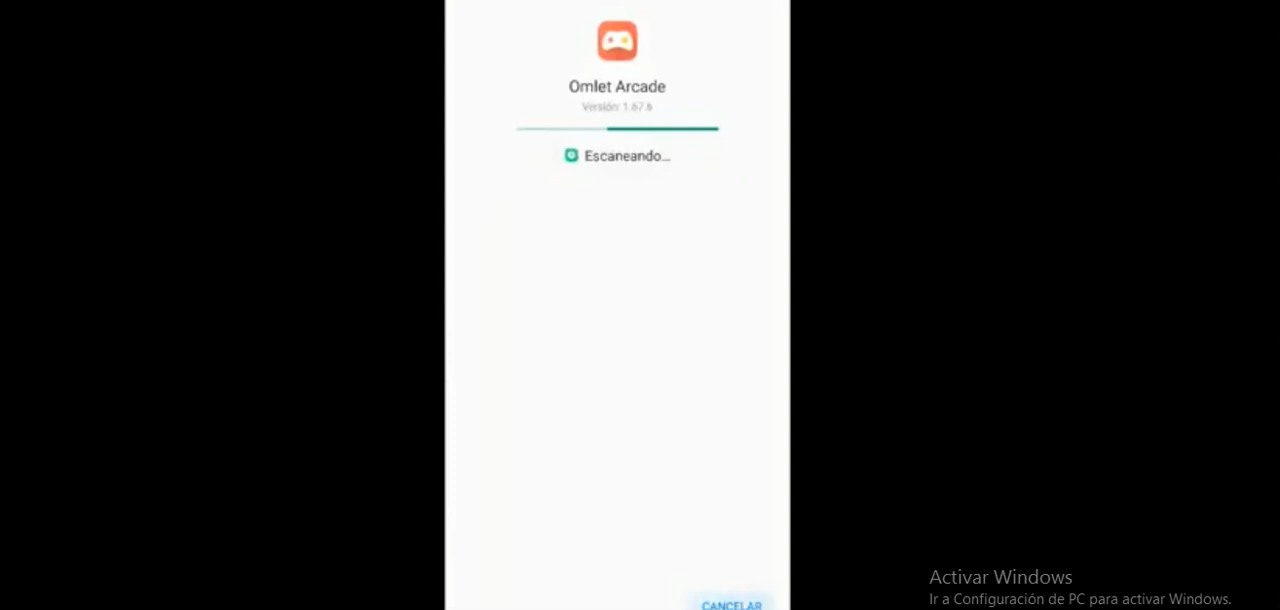 Omlet Arcade
Versión: 1.67.6
Escaneando...
CANCELAR
Activar Windows
Ir a Configuración de PC para activar Windows.